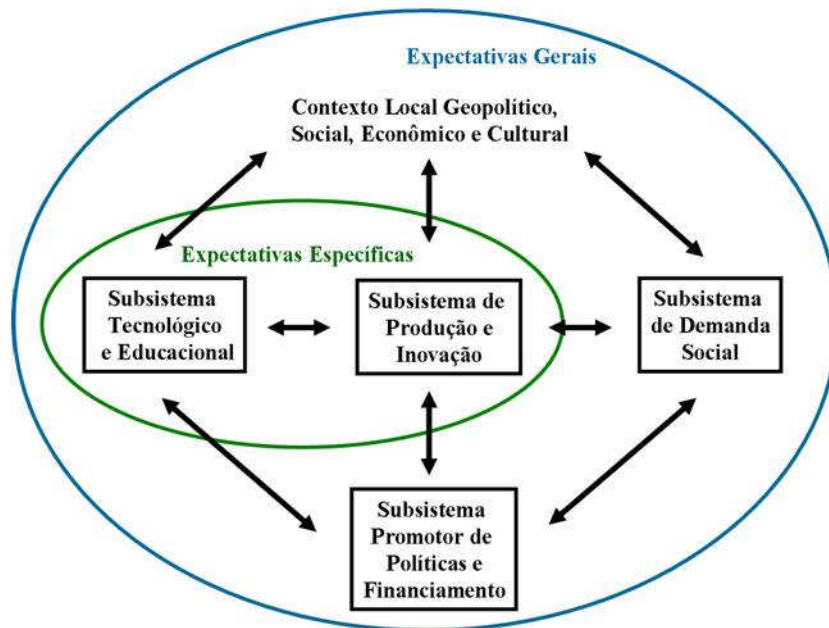 Expectativas Gerais
Contexto Local Geopolítico,
Social, Econômico e Cultural
Expectativas Específicas
Subsistema
Tecnológico
e Educacional
Subsistema de
Produção e
Inovação
Subsistema
de Demanda
Social
Subsistema
Promotor de
Políticas e
Financiamento